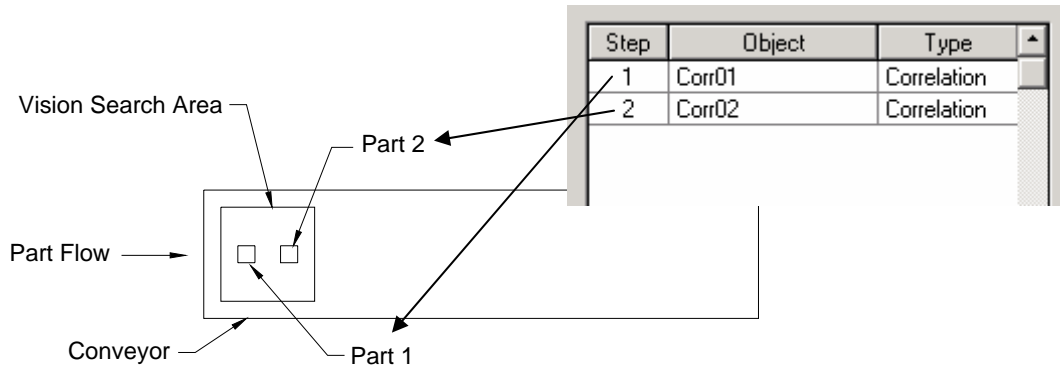 Step Object Type
1 Corr01 Correlation
2 Corr02 Correlation
Vision Search Area
Part 2
Part Flow
Conveyor
Part 1